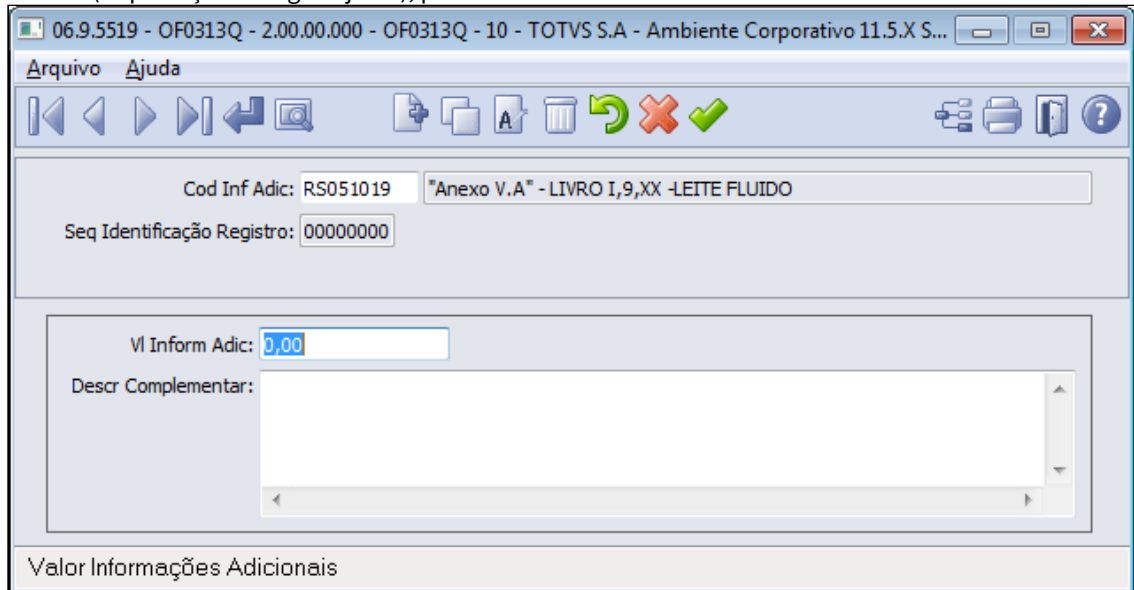 06.9.5519 - OF0313Q - 2.00.00.000 - OF0313Q - 10 - TOTVS S.A - Ambiente Corporativo 11.5.X S...
Arquivo Ajuda
Cod Inf Adic: RS051019 "Anexo V.A" - LIVRO I,9,XX -LEITE FLUIDO
Seq Identificação Registro: 00000000
Vl Inform Adic: 0,00
Descr Complementar:
Valor Informações Adicionais